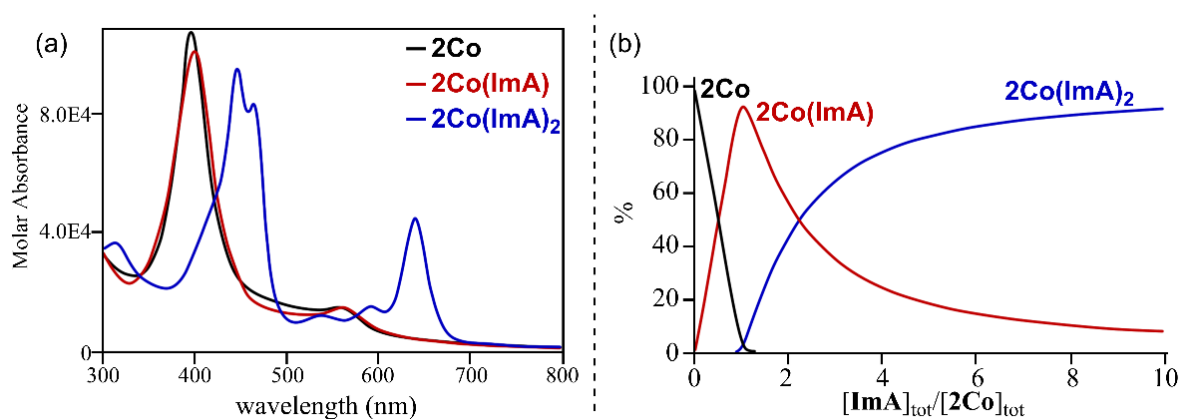 (a)
2Co
2Co(ImA)
2Co(ImA)₂
8.0E4
4.0E4
0
Molar Absorbance
300 400 500 600 700 800
wavelength (nm)
(b)
2Co
2Co(ImA)
2Co(ImA)₂
100
80
60
40
20
0
%
0 2 4 6 8 10
[ImA]tot/[2Co]tot